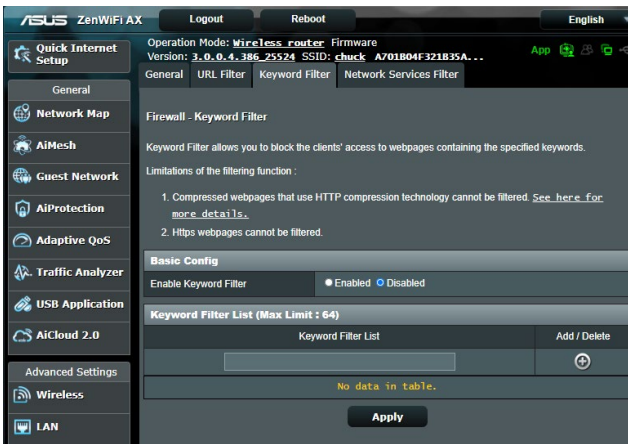 ASUS ZenWiFi AX Logout Reboot English
Quick Internet Setup
Operation Mode: Wireless router Firmware
Version: 3.0.0.4.386_25524 SSID: chuck A701B04F321B35A...
App
General URL Filter Keyword Filter Network Services Filter
General
Network Map
AiMesh
Guest Network
AiProtection
Adaptive QoS
Traffic Analyzer
USB Application
AiCloud 2.0
Advanced Settings
Wireless
LAN
Firewall - Keyword Filter
Keyword Filter allows you to block the clients' access to webpages containing the specified keywords.
Limitations of the filtering function :
1. Compressed webpages that use HTTP compression technology cannot be filtered. See here for
more details.
2. Https webpages cannot be filtered.
Basic Config
Enable Keyword Filter Enabled Disabled
Keyword Filter List (Max Limit : 64)
Keyword Filter List Add / Delete
No data in table.
Apply